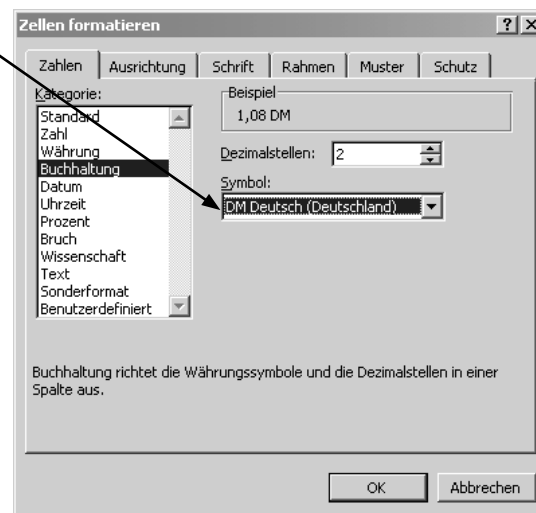 Zellen formatieren
Zahlen Ausrichtung Schrift Rahmen Muster Schutz
Kategorie:
Standard
Zahl
Währung
Buchhaltung
Datum
Uhrzeit
Prozent
Bruch
Wissenschaft
Text
Sonderformat
Benutzerdefiniert
Beispiel
1,08 DM
Dezimalstellen: 2
Symbol:
DM Deutsch (Deutschland)
Buchhaltung richtet die Währungssymbole und die Dezimalstellen in einer
Spalte aus.
OK Abbrechen